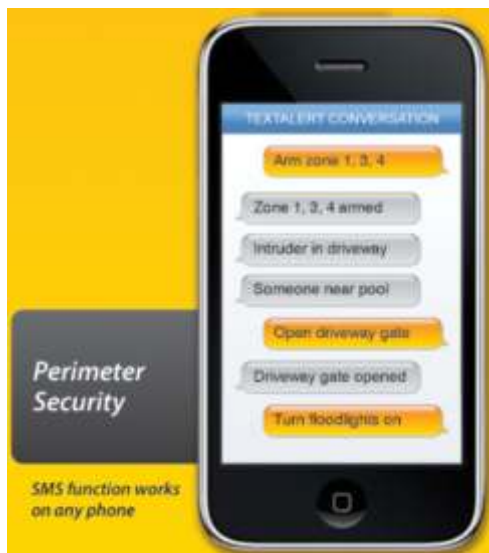 TEXTALERT CONVERSATION
Arm zone 1, 3, 4
Zone 1, 3, 4 armed
Intruder in driveway
Someone near pool
Open driveway gate
Driveway gate opened
Turn floodlights on
Perimeter
Security
SMS function works
on any phone